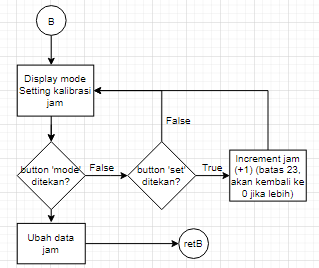 B
Display mode
Setting kalibrasi
jam
False
button 'mode'
ditekan?
False
button 'set'
ditekan?
True
Increment jam
(+1) (batas 23,
akan kembali ke
0 jika lebih)
Ubah data
jam
retB